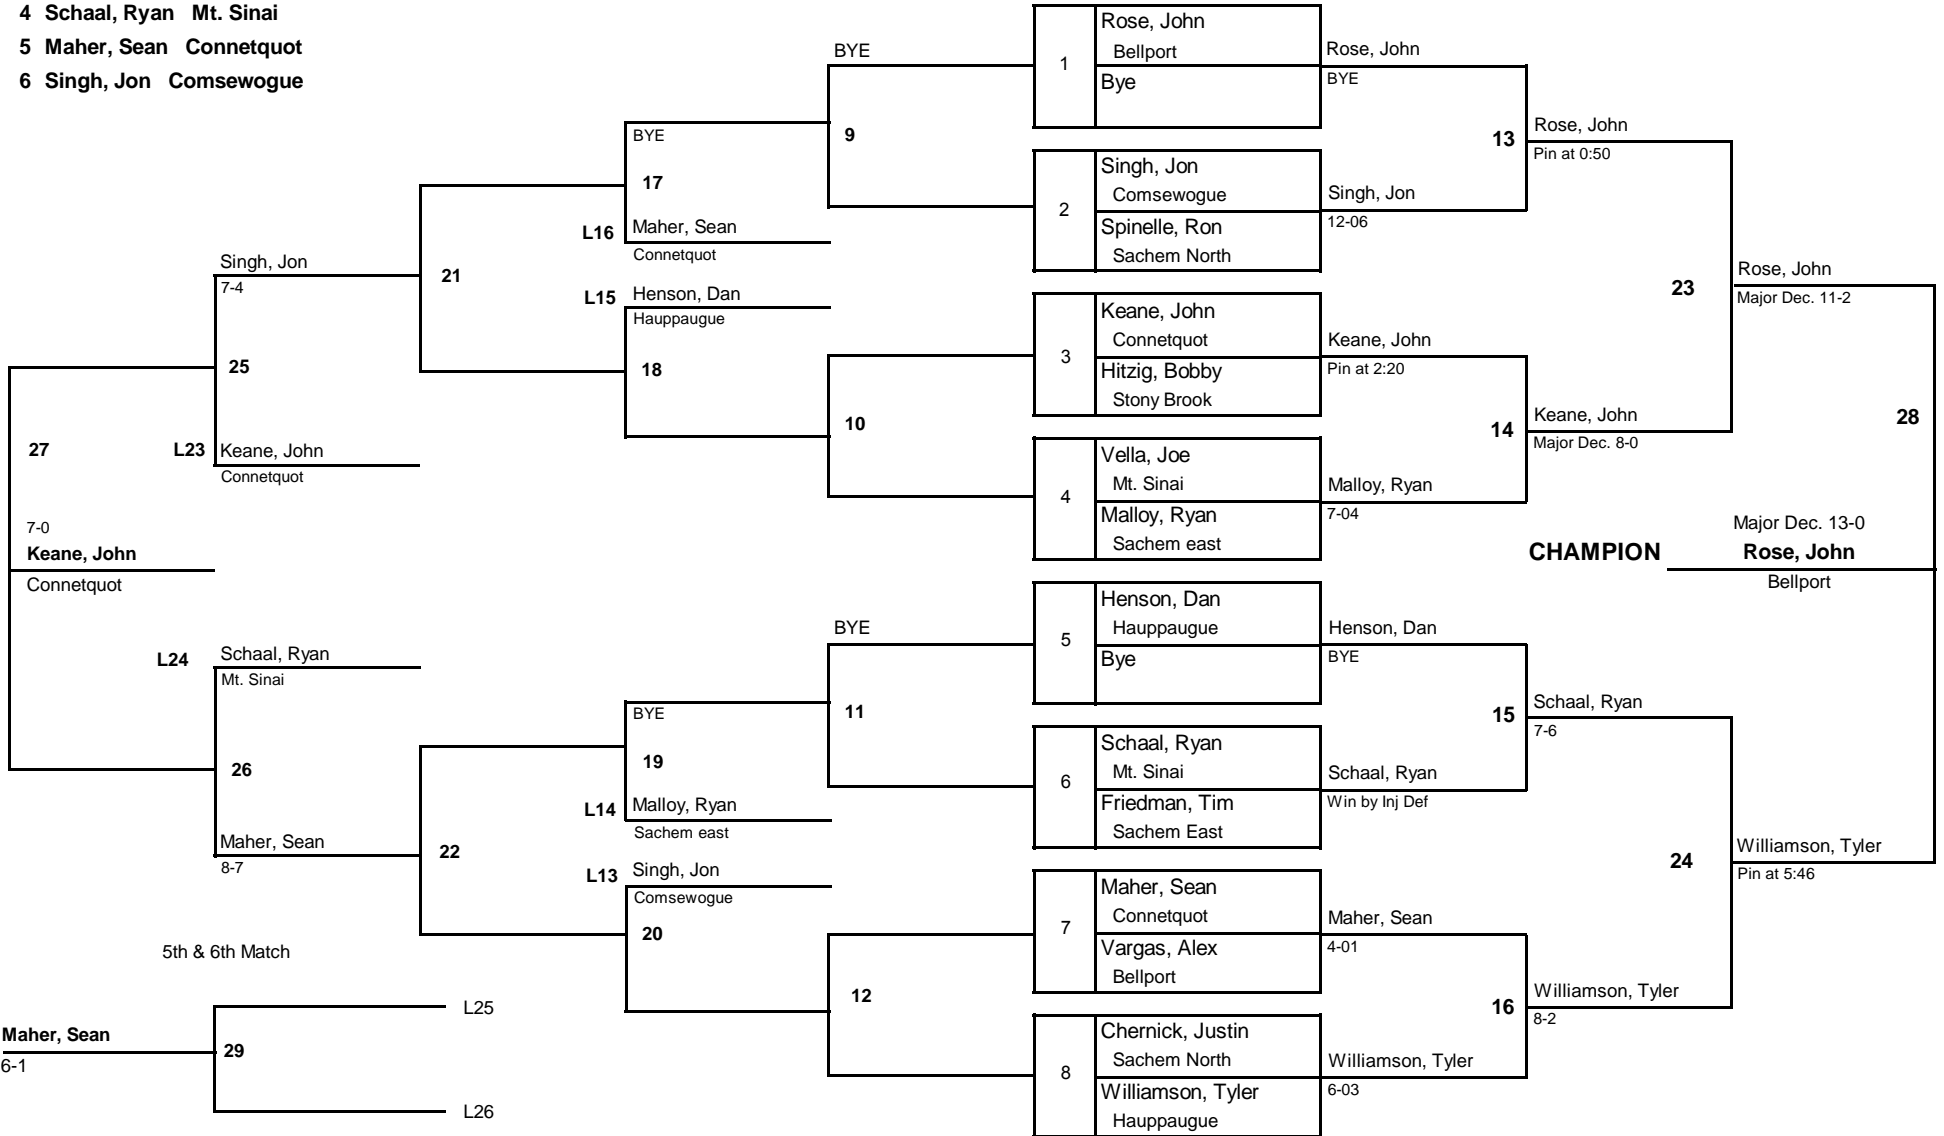 4 Schaal, Ryan Mt. Sinai
5 Maher, Sean Connetquot
6 Singh, Jon Comsewogue
1
Rose, John
Bellport
Bye
2
Singh, Jon
Comsewogue
Spinelle, Ron
Sachem North
3
Keane, John
Connetquot
Hitzig, Bobby
Stony Brook
4
Vella, Joe
Mt. Sinai
Malloy, Ryan
Sachem east
5
Henson, Dan
Hauppaugue
Bye
6
Schaal, Ryan
Mt. Sinai
Friedman, Tim
Sachem East
7
Maher, Sean
Connetquot
Vargas, Alex
Bellport
8
Chernick, Justin
Sachem North
Williamson, Tyler
Hauppaugue
Rose, John
BYE
13
Singh, Jon
12-06
Keane, John
Pin at 2:20
14
Malloy, Ryan
7-04
Henson, Dan
BYE
15
Schaal, Ryan
Win by Inj Def
Maher, Sean
4-01
16
Williamson, Tyler
6-03
Rose, John
Pin at 0:50
23
Keane, John
Major Dec. 8-0
Schaal, Ryan
7-6
24
Williamson, Tyler
8-2
Rose, John
Major Dec. 11-2
28
Williamson, Tyler
Pin at 5:46
Major Dec. 13-0
CHAMPION Rose, John
Bellport
BYE
9
10
BYE
11
12
BYE
17
L16 Maher, Sean
Connetquot
L15 Henson, Dan
Hauppaugue
18
BYE
19
L14 Malloy, Ryan
Sachem east
L13 Singh, Jon
Comsewogue
20
21
22
Singh, Jon
7-4
25
L23 Keane, John
Connetquot
L24 Schaal, Ryan
Mt. Sinai
26
Maher, Sean
8-7
27
7-0
Keane, John
Connetquot
5th & 6th Match
L25
Maher, Sean
6-1
29
L26